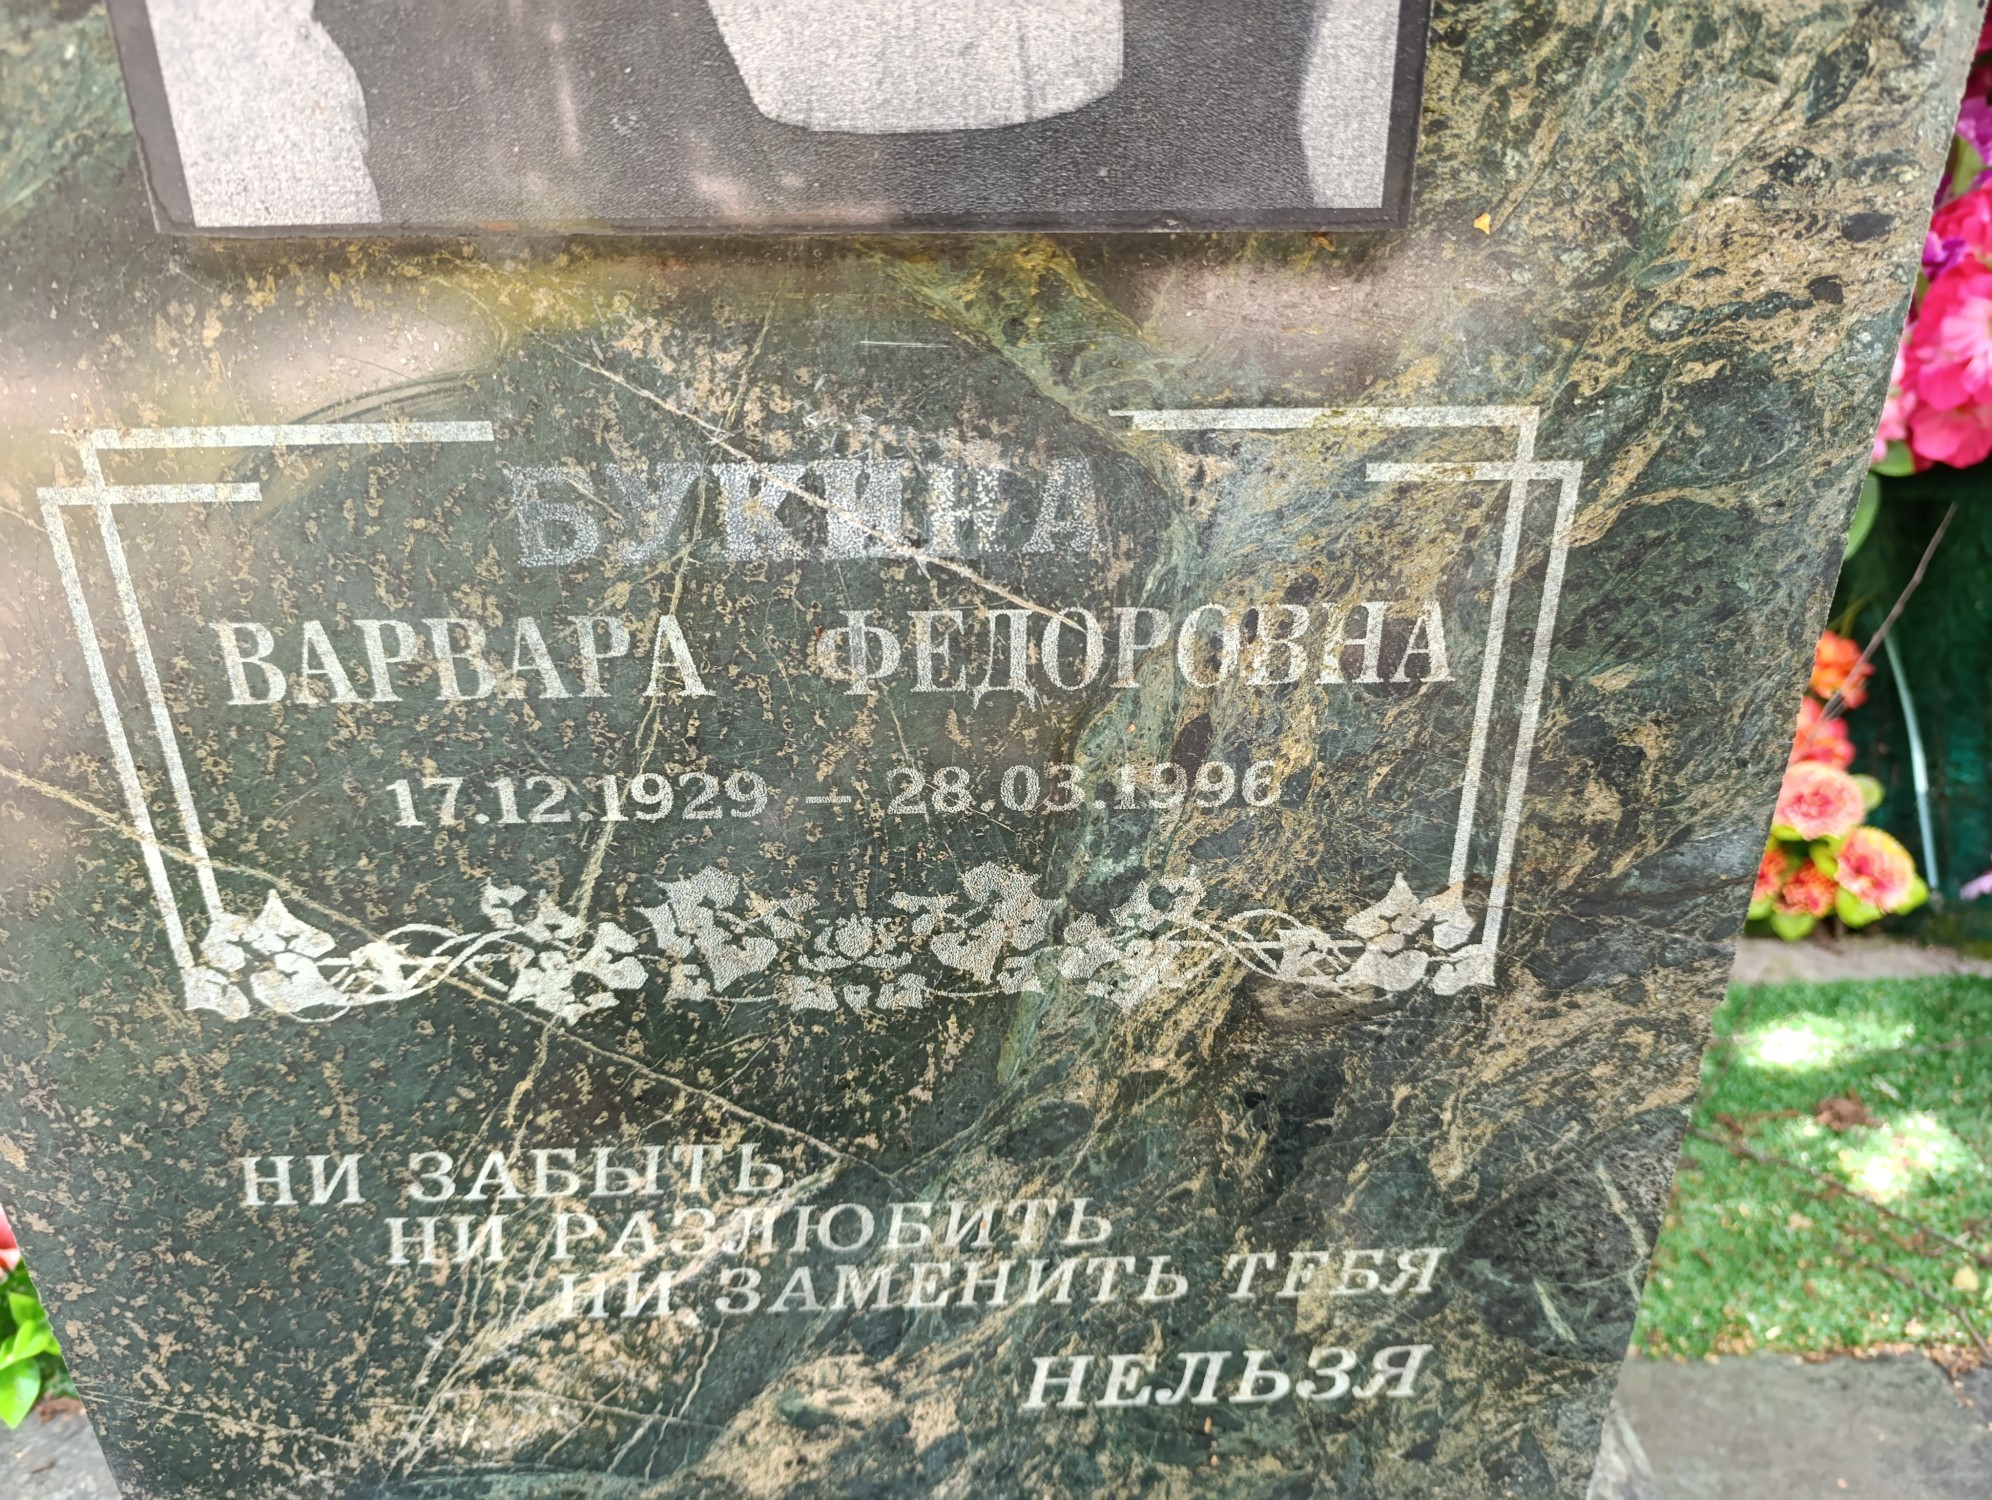 БУКИНА
ВАРВАРА ФЕДОРОВНА
17.12.1929 – 28.03.1996
НИ ЗАБЫТЬ
НИ РАЗЛЮБИТЬ
НИ ЗАМЕНИТЬ ТЕБЯ
НЕЛЬЗЯ